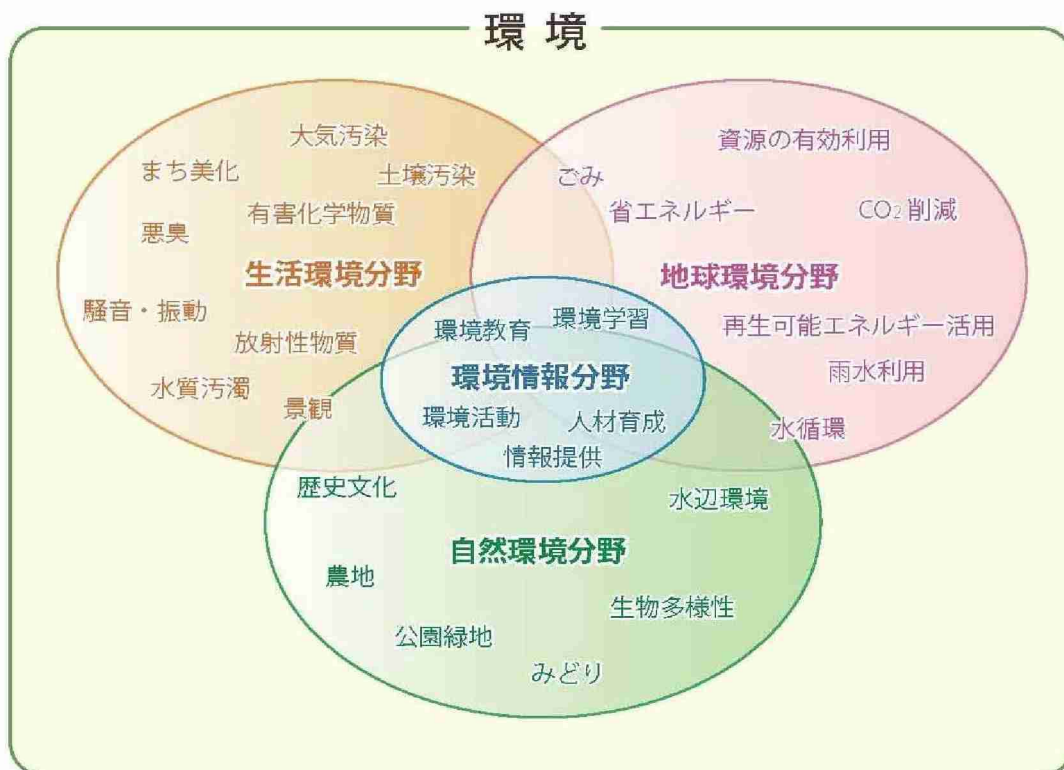 環境
大気汚染
まち美化
土壌汚染
有害化学物質
悪臭
生活環境分野
騒音・振動
放射性物質
水質汚濁
景観
資源の有効利用
ごみ
省エネルギー
CO₂削減
地球環境分野
再生可能エネルギー活用
雨水利用
水循環
環境教育
環境学習
環境情報分野
環境活動
人材育成
情報提供
歴史文化
水辺環境
自然環境分野
農地
生物多様性
公園緑地
みどり